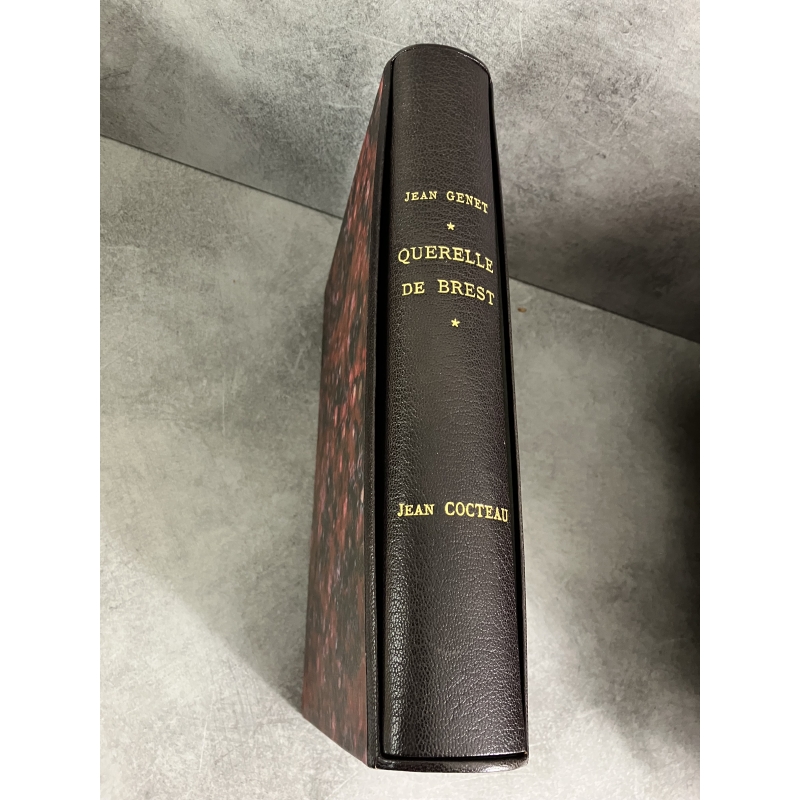 JEAN GENET
*
QUERELLE
DE BREST
*
JEAN COCTEAU